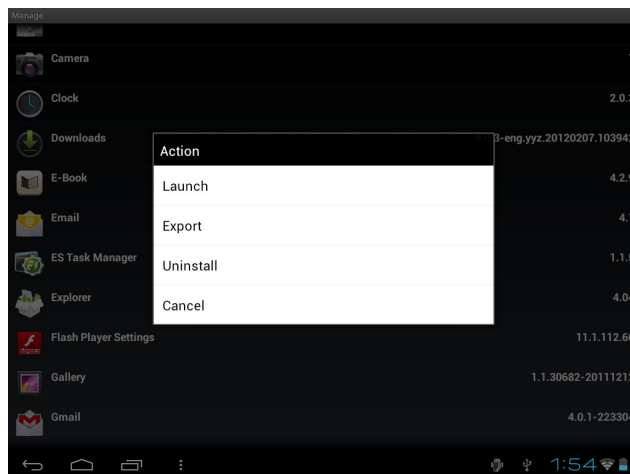 Manage
Camera
Clock
2.0.
Downloads
3-eng.yyz.20120207.10394
E-Book
4.2.
Email
4.
ES Task Manager
1.1.
Explorer
4.0
Flash Player Settings
11.1.112.6
Gallery
1.1.30682-2011121
Gmail
4.0.1-22330
Action
Launch
Export
Uninstall
Cancel
1:54